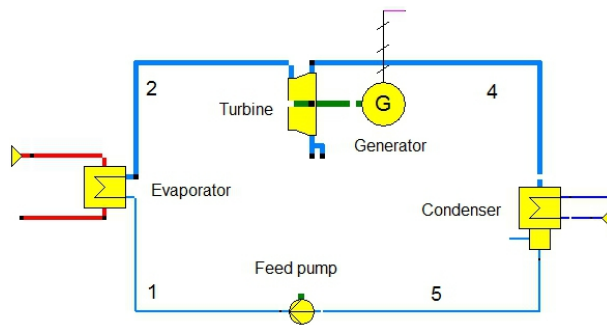 2
4
Turbine
G
Generator
Evaporator
Condenser
Feed pump
1
5